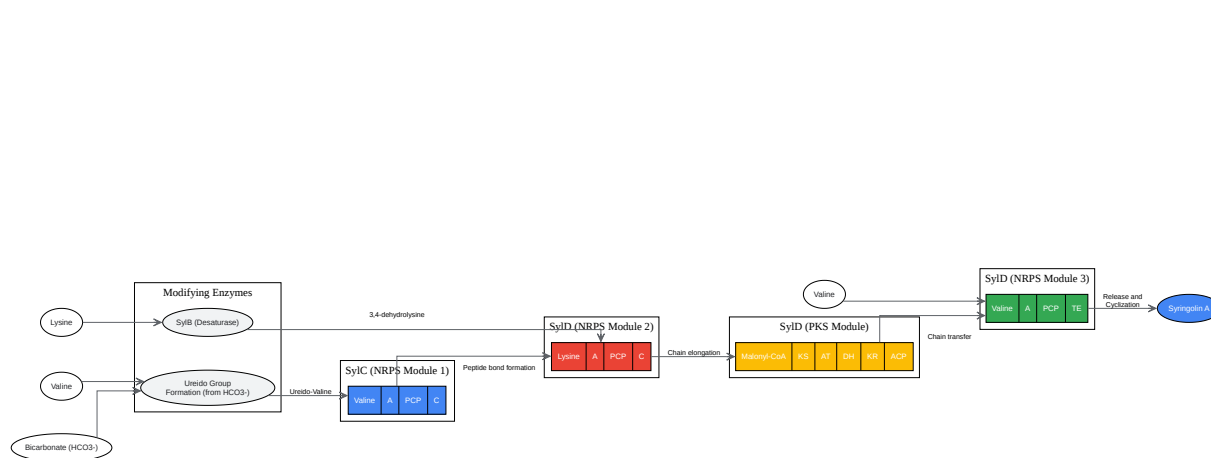 Modifying Enzymes
Lysine
SylB (Desaturase)
Valine
Ureido Group
Formation (from HCO3-)
Bicarbonate (HCO3-)
3,4-dehydrolysine
Ureido-Valine
SylC (NRPS Module 1)
Valine
A
PCP
C
Peptide bond formation
SylD (NRPS Module 2)
Lysine
A
PCP
C
Chain elongation
SylD (PKS Module)
Malonyl-CoA
KS
AT
DH
KR
ACP
Valine
Chain transfer
SylD (NRPS Module 3)
Valine
A
PCP
TE
Release and
Cyclization
Syringolin A